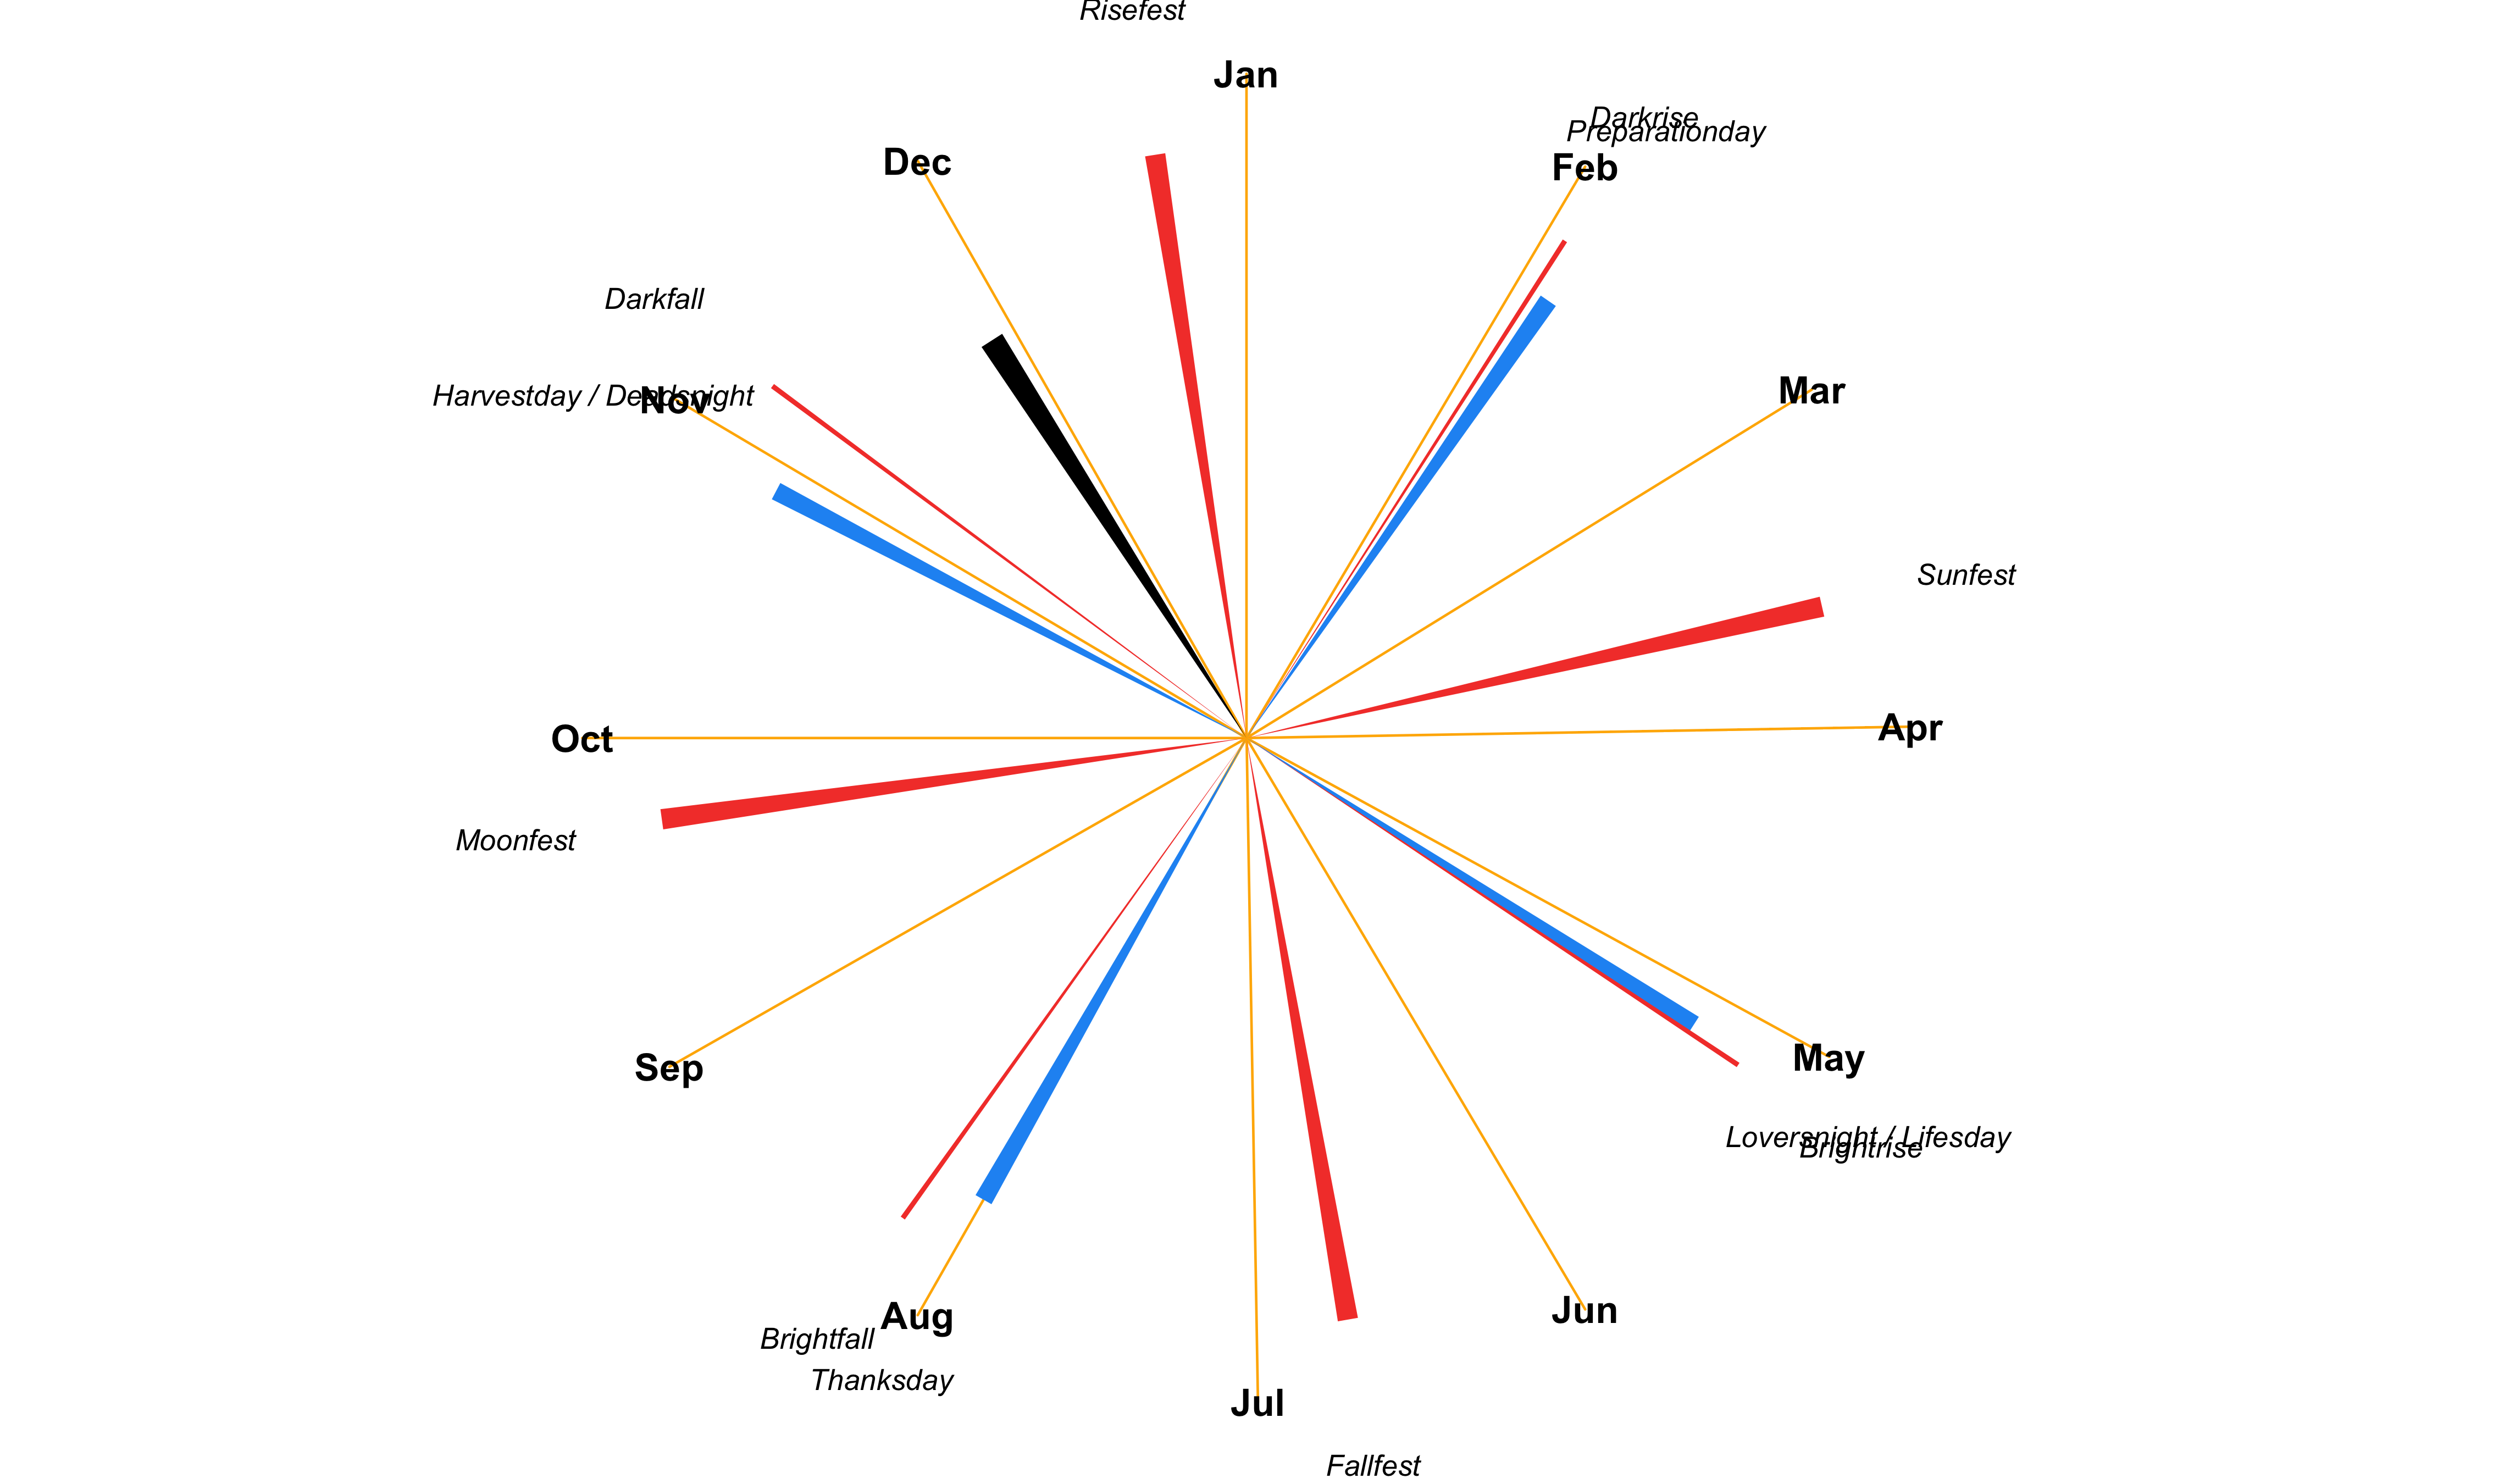 Risefest
Jan
Darkrise
Preparationday
Dec
Feb
Darkfall
Mar
Harvestday / Deadsnight
Nov
Sunfest
Apr
Oct
Moonfest
May
Sep
Loversnight / Lifesday
Brightrise
Jun
Aug
Brightfall
Thanksday
Jul
Fallfest